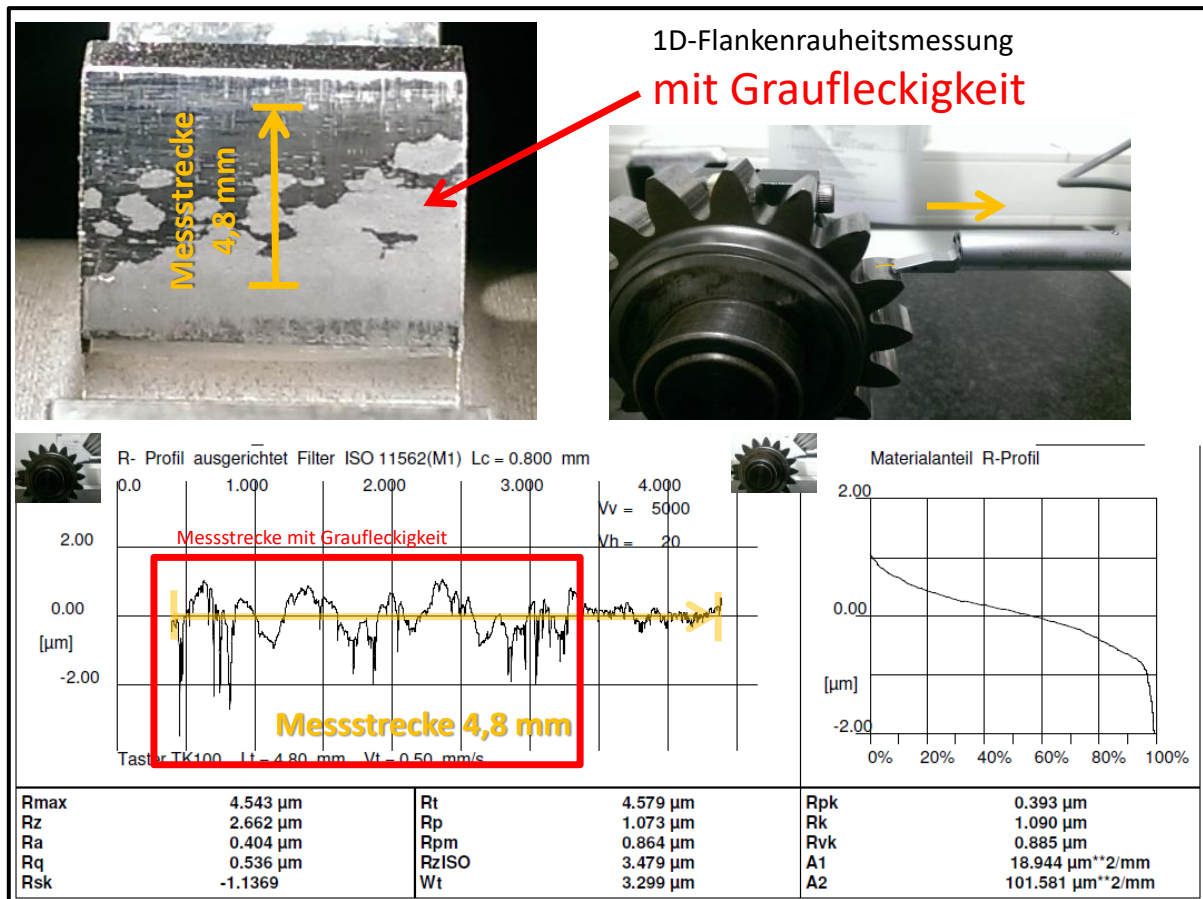 1D-Flankenrauheitsmessung
mit Graufleckigkeit
Messstrecke
4,8 mm
R- Profil ausgerichtet Filter ISO 11562(M1) Lc = 0.800 mm
0.0 1.000 2.000 3.000 4.000
Vv = 5000
Vh = 20
Messstrecke mit Graufleckigkeit
2.00
0.00
[µm]
-2.00
Messstrecke 4,8 mm
Taster TK100 Lt = 4.80 mm Vt = 0.50 mm/s
Materialanteil R-Profil
2.00
0.00
[µm]
-2.00
0% 20% 40% 60% 80% 100%
Rmax 4.543 µm
Rz 2.662 µm
Ra 0.404 µm
Rq 0.536 µm
Rsk -1.1369
Rt 4.579 µm
Rp 1.073 µm
Rpm 0.864 µm
RzISO 3.479 µm
Wt 3.299 µm
Rpk 0.393 µm
Rk 1.090 µm
Rvk 0.885 µm
A1 18.944 µm**2/mm
A2 101.581 µm**2/mm